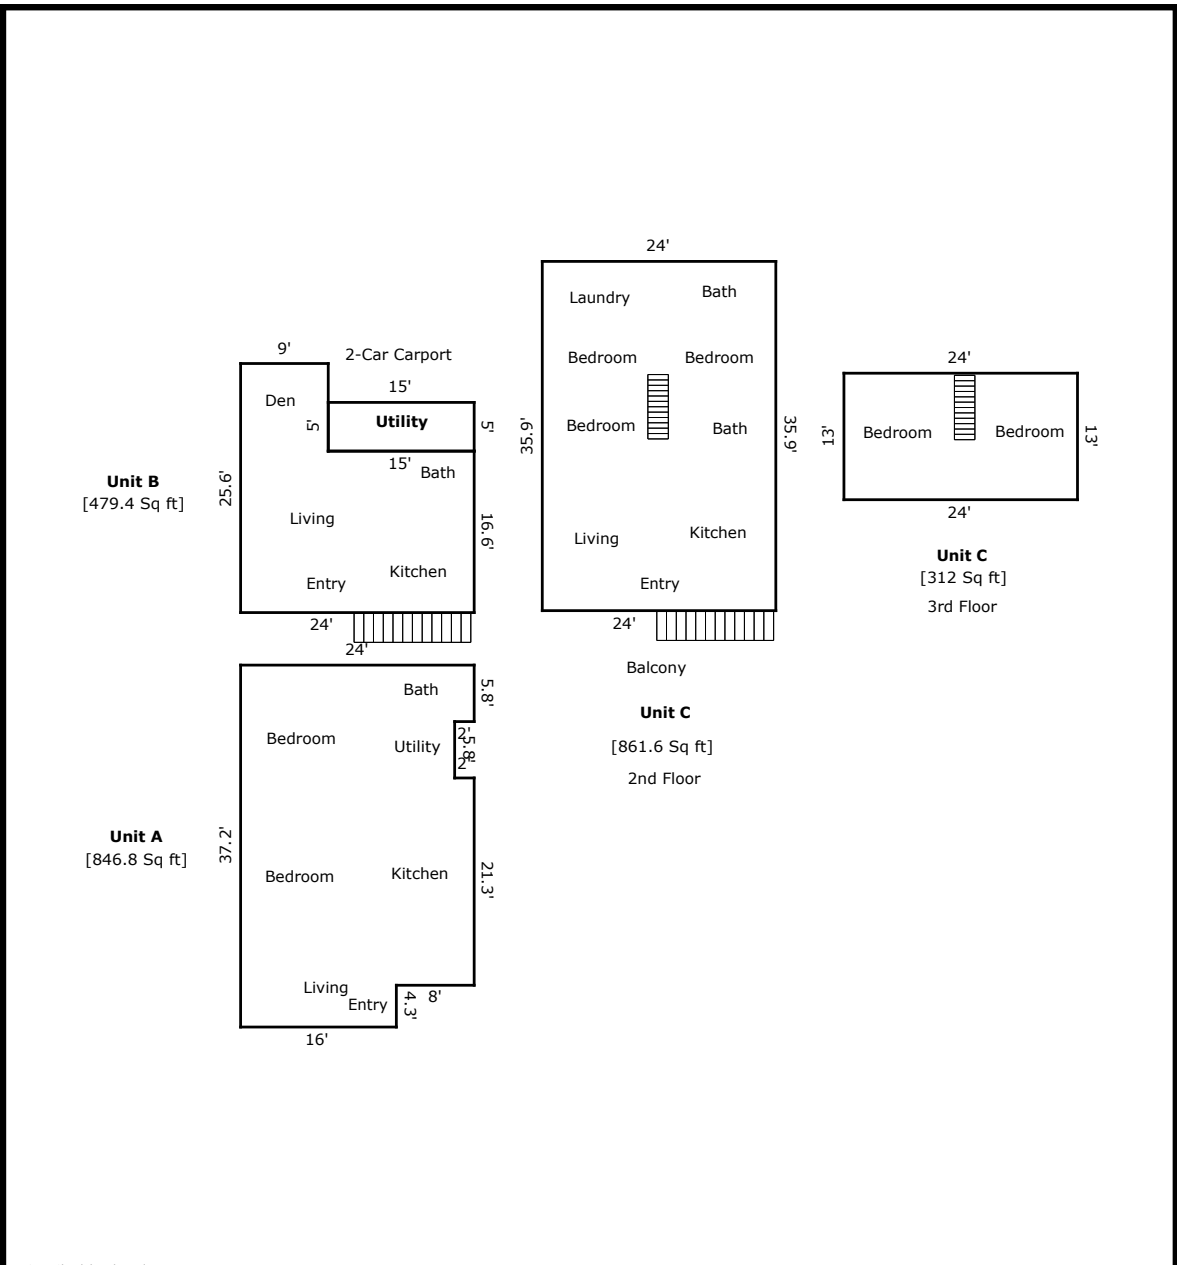 24'
Laundry
Bath
9'
2-Car Carport
Bedroom
Bedroom
24'
15'
Den
5'
Utility
5'
35.9'
Bedroom
Bath
35.9'
13'
Bedroom
Bedroom
13'
15'
Bath
Unit B
[479.4 Sq ft]
25.6'
Living
16.6'
Living
Kitchen
24'
Entry
Kitchen
Entry
Unit C
[312 Sq ft]
3rd Floor
24'
24'
24'
Balcony
Bath
5.8'
Unit C
[861.6 Sq ft]
2nd Floor
Bedroom
Utility
2'
5.8'
2'
Unit A
[846.8 Sq ft]
37.2'
Bedroom
Kitchen
21.3'
Living
Entry
4.3'
8'
16'